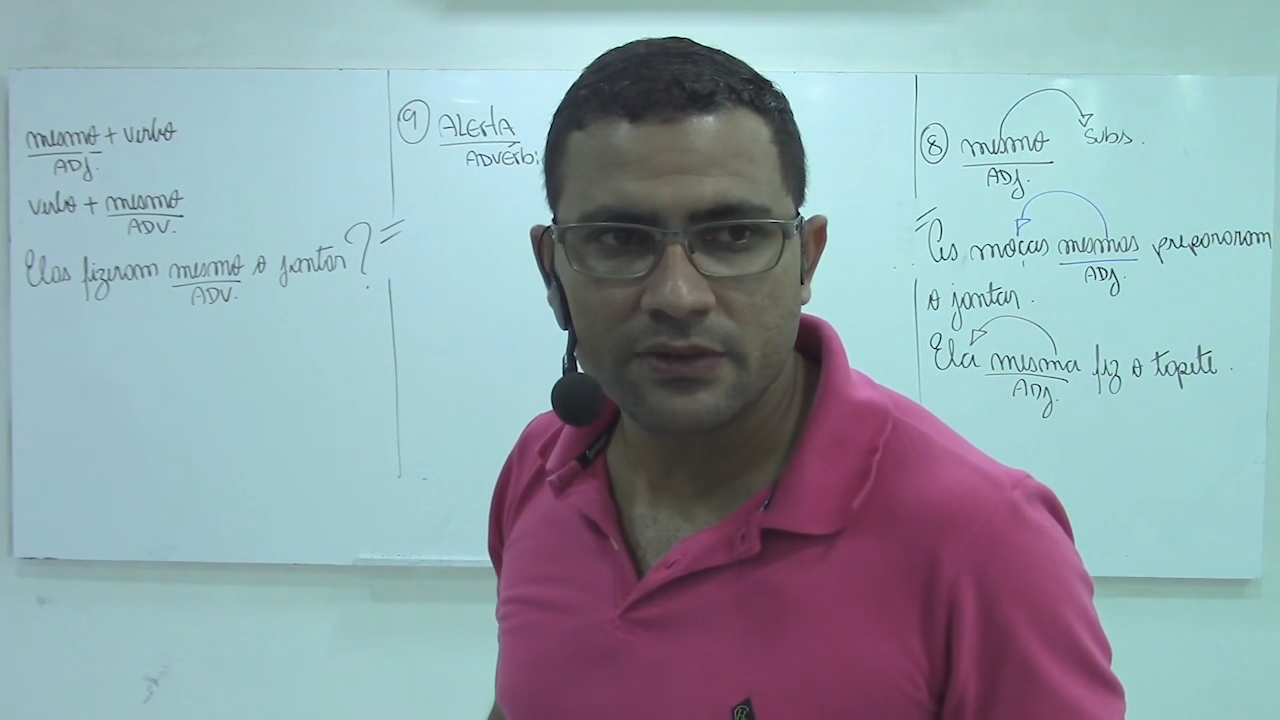 mesmo + verbo
ADJ.
verbo + mesmo
ADV.
Elas fizeram mesmo o jantar?
ADV.
9 ALERTA
ADVÉRBI
8 mesmo Subs.
ADJ.
As moças mesmas prepararam
ADJ.
o jantar.
Ela mesma fez o tapete.
ADJ.